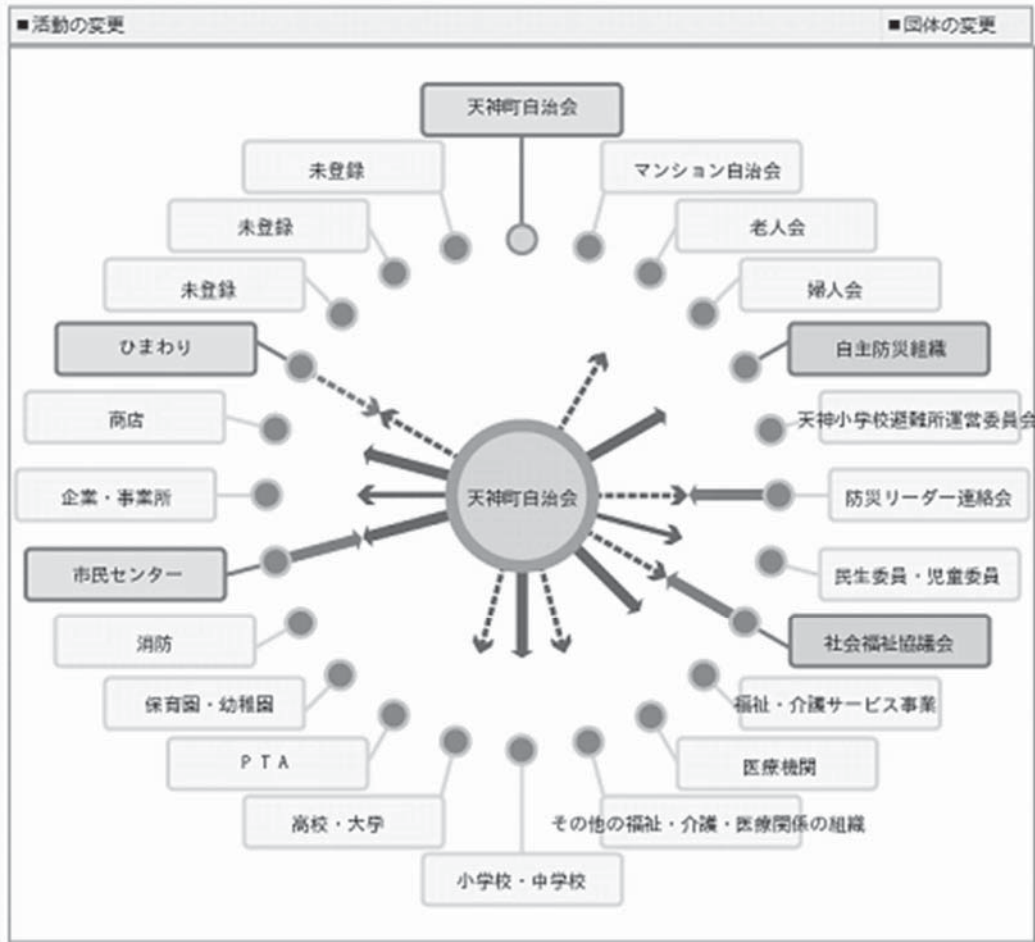 ■活動の変更
■団体の変更
天神町自治会
未登録
マンション自治会
未登録
老人会
未登録
婦人会
ひまわり
自主防災組織
商店
天神小学校避難所運営委員会
企業・事業所
天神町自治会
防災リーダー連絡会
市民センター
民生委員・児童委員
消防
社会福祉協議会
保育園・幼稚園
福祉・介護サービス事業
PTA
医療機関
高校・大学
その他の福祉・介護・医療関係の組織
小学校・中学校